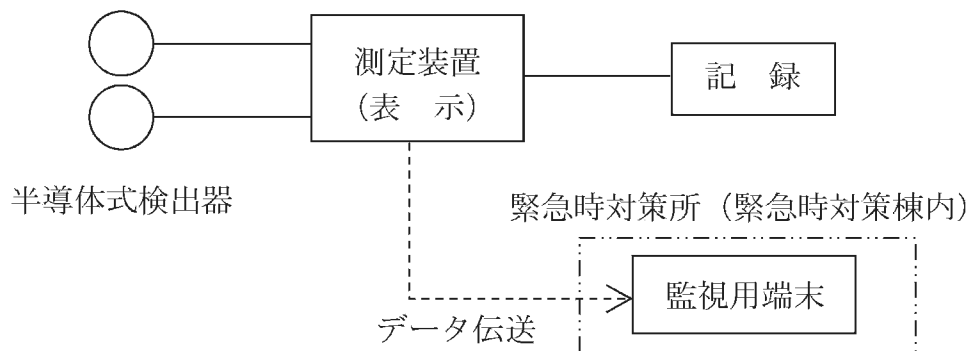 測定装置
(表　示)
記　録
半導体式検出器
緊急時対策所（緊急時対策棟内）
監視用端末
データ伝送